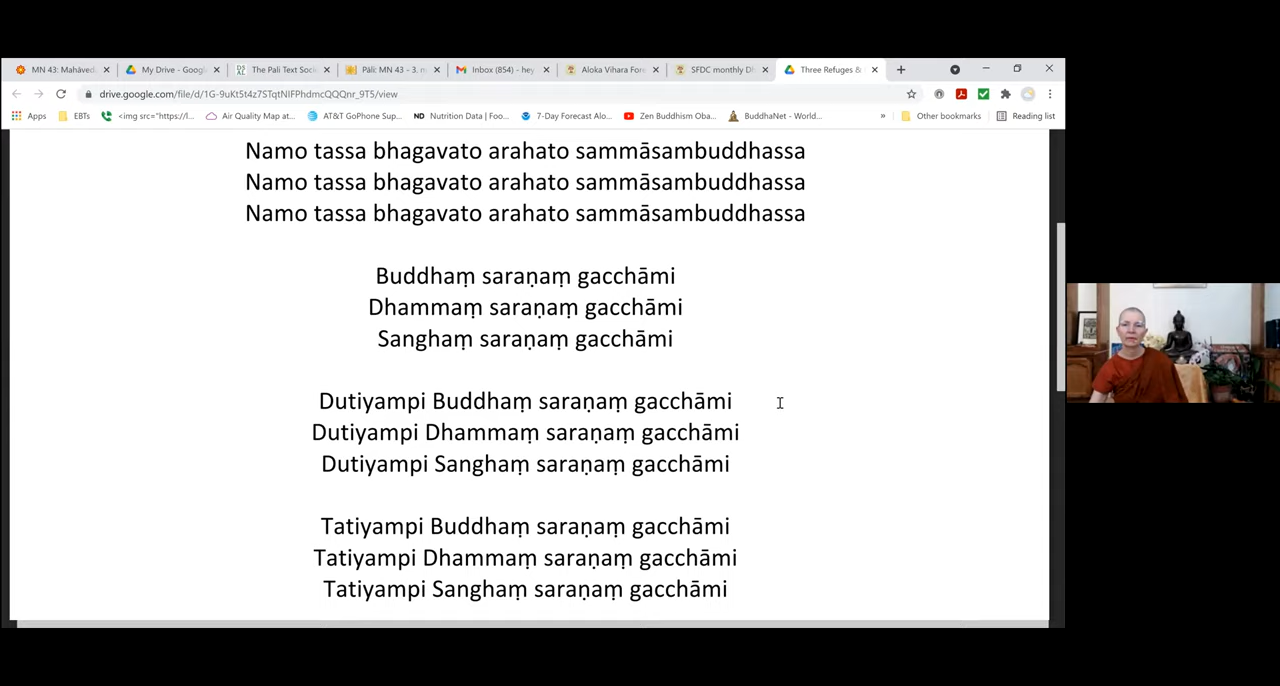 MN 43: Mahāved
My Drive - Googl
The Pali Text Soci
Pāli: MN 43 – 3, m
Inbox (854) - hey
Aloka Vihara Fore
SFDC monthly Dh
Three Refuges &
drive.google.com/file/d/1G-9uKt5t4z7STqtNIFPhdmcQQQnr_9T5/view
Apps
EBTs
<img src="https://l...
Air Quality Map at...
AT&T GoPhone Sup...
ND Nutrition Data | Foo...
7-Day Forecast Alo...
Zen Buddhism Oba...
BuddhaNet - World...
»
Other bookmarks
Reading list
Namo tassa bhagavato arahato sammāsambuddhassa
Namo tassa bhagavato arahato sammāsambuddhassa
Namo tassa bhagavato arahato sammāsambuddhassa
Buddhaṃ saraṇaṃ gacchāmi
Dhammaṃ saraṇaṃ gacchāmi
Sanghaṃ saraṇaṃ gacchāmi
Dutiyampi Buddhaṃ saraṇaṃ gacchāmi
Dutiyampi Dhammaṃ saraṇaṃ gacchāmi
Dutiyampi Sanghaṃ saraṇaṃ gacchāmi
Tatiyampi Buddhaṃ saraṇaṃ gacchāmi
Tatiyampi Dhammaṃ saraṇaṃ gacchāmi
Tatiyampi Sanghaṃ saraṇaṃ gacchāmi